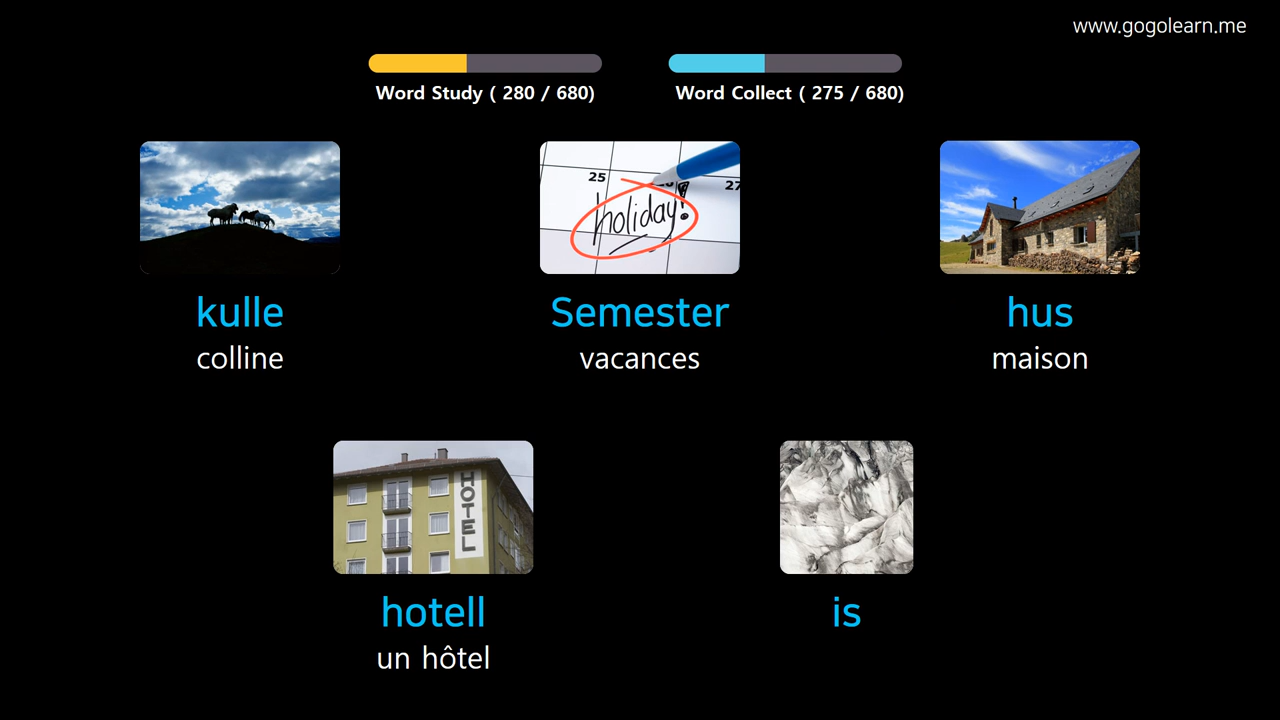 www.gogolearn.me
Word Study ( 280 / 680)
Word Collect ( 275 / 680)
25
27
holiday!
kulle
Semester
hus
colline
vacances
maison
HOTEL
hotell
is
un hôtel